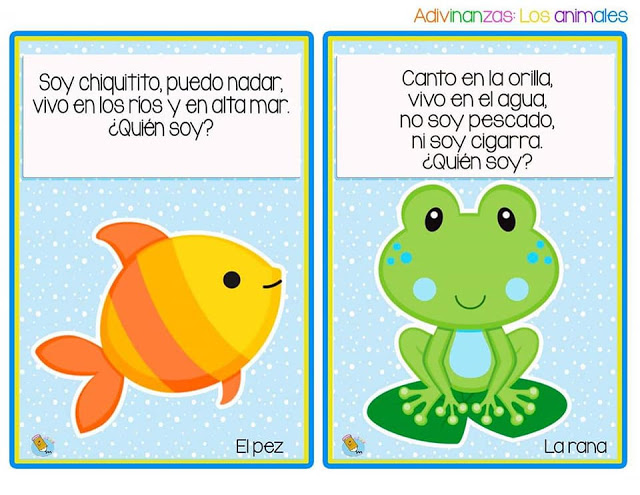 Adivinanzas: Los animales
Soy chiquitito, puedo nadar,
vivo en los ríos y en alta mar.
¿Quién soy?
El pez
Canto en la orilla,
vivo en el agua,
no soy pescado,
ni soy cigarra.
¿Quién soy?
La rana